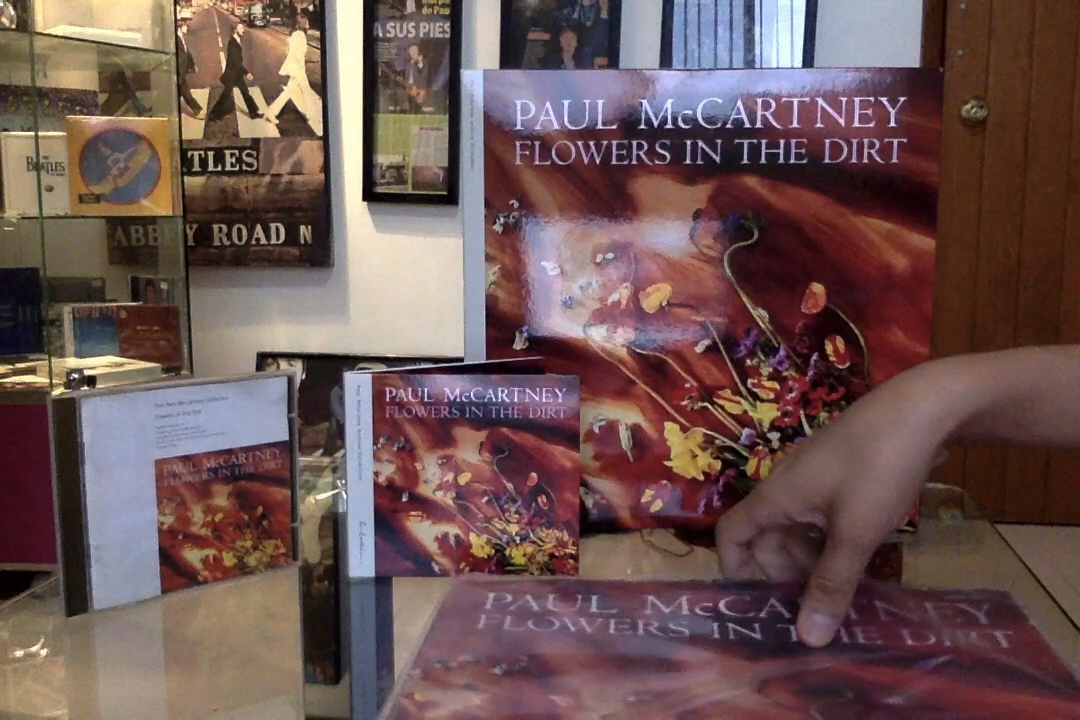 A SUS PIES
THE
BEATLES
TLES
ABBEY ROAD N
PAUL McCARTNEY
FLOWERS IN THE DIRT
PAUL McCARTNEY
FLOWERS IN THE DIRT
PAUL McCARTNEY
FLOWERS IN THE DIRT
PAUL McCARTNEY
FLOWERS IN THE DIRT